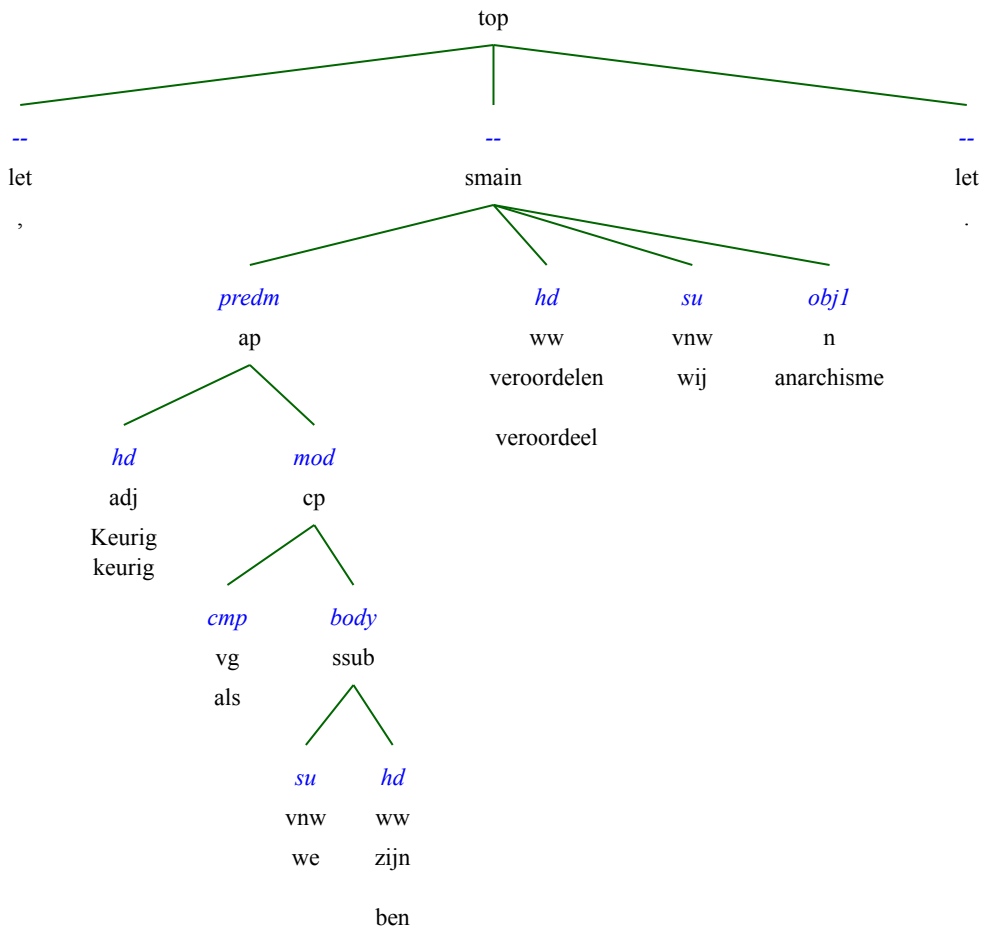 top
-- -- --
let smain let
, .
predm hd su obj1
ap ww vnw n
veroordelen wij anarchisme
veroordeel
hd mod
adj cp
Keurig
keurig
cmp body
vg ssub
als
su hd
vnw ww
we zijn
ben